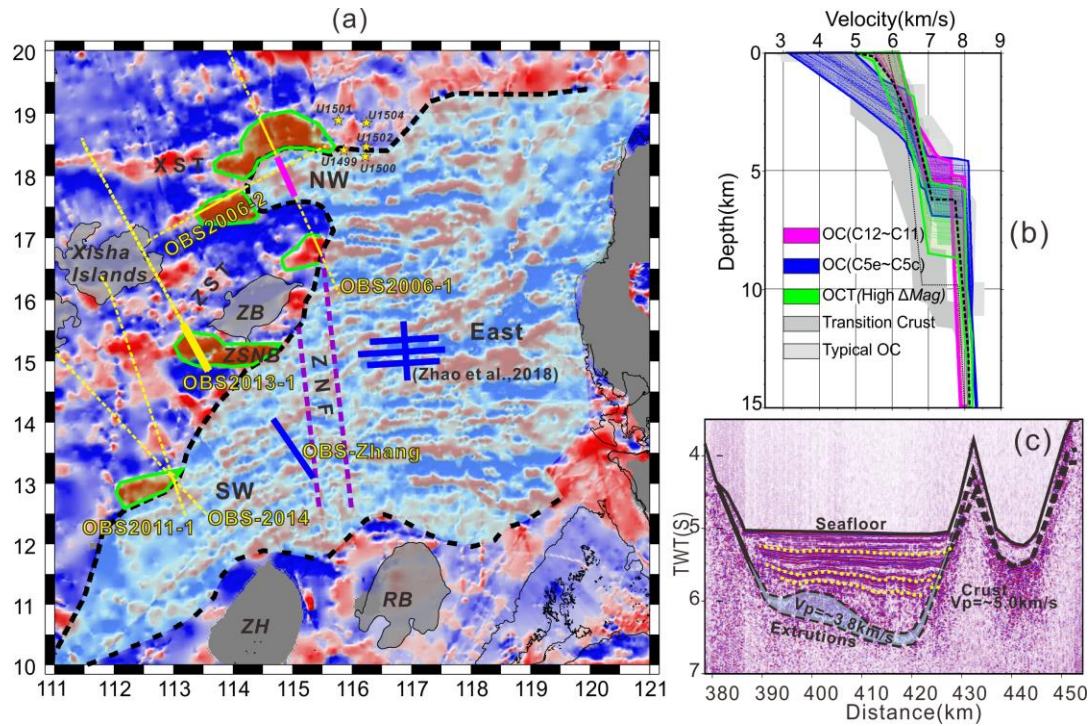 (a)
20
19
18
17
16
15
14
13
12
11
10
111 112 113 114 115 116 117 118 119 120 121
U1501
U1504
U1502
U1499
U1500
XST
NW
OBS2006-2
Xisha
Islands
ZST
ZB
OBS2006-1
East
ZSNB
ZNF
(Zhao et al.,2018)
OBS2013-1
OBS-Zhang
SW
OBS2011-1
OBS-2014
ZH
RB
Velocity(km/s)
3 4 5 6 7 8 9
0
5
10
15
Depth(km)
(b)
OC(C12~C11)
OC(C5e~C5c)
OCT(High ΔMag)
Transition Crust
Typical OC
(c)
4
5
6
7
TWT(S)
Seafloor
Crust
Vp=~5.0km/s
Vp=~3.8km/s
Extrutions
380 390 400 410 420 430 440 450
Distance(km)